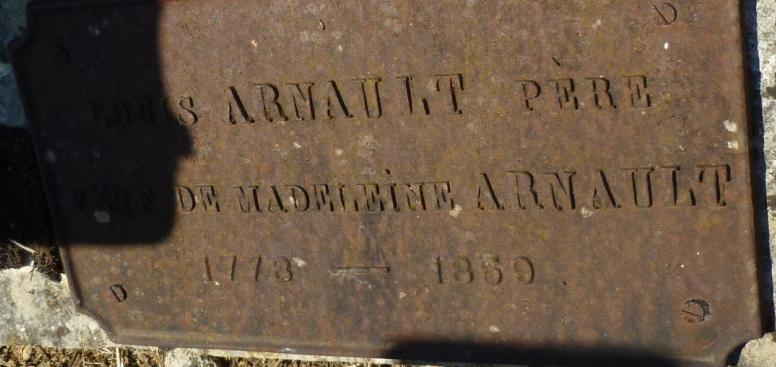 LOUIS ARNAULT PÈRE
DE MADELEINE ARNAULT
1773 — 1859